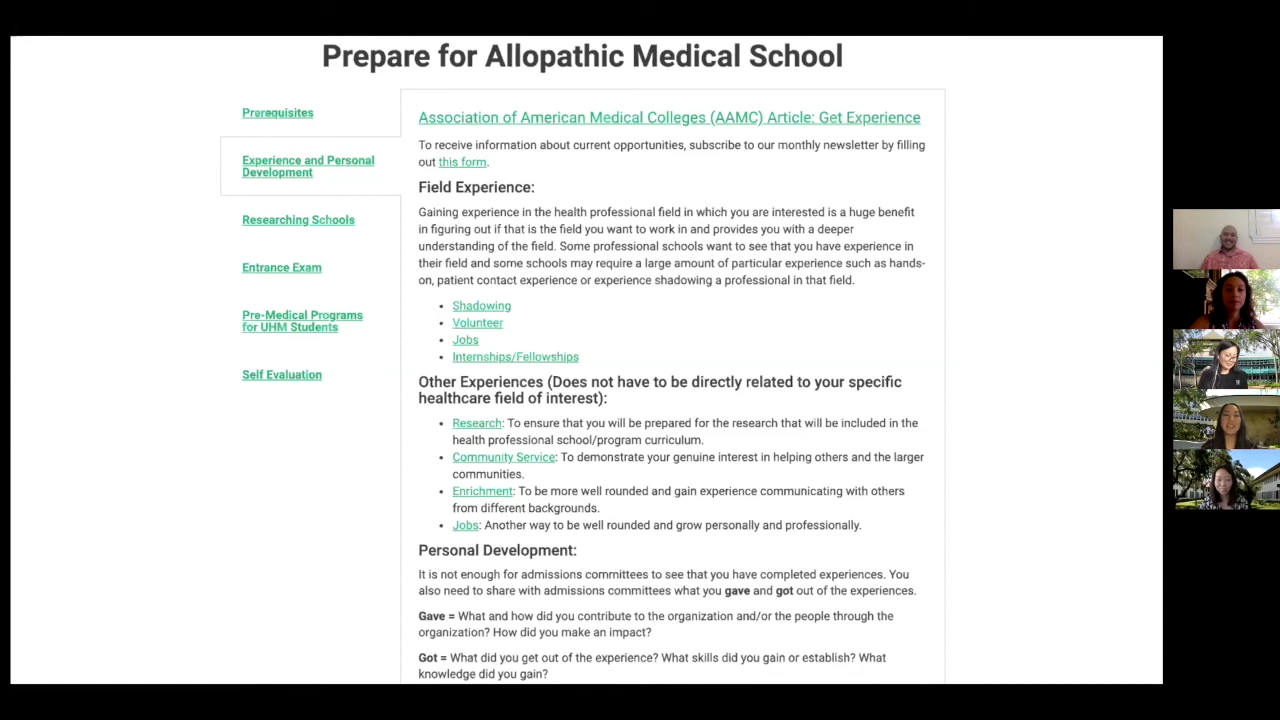 Prepare for Allopathic Medical School
Prerequisites
Experience and Personal
Development
Researching Schools
Entrance Exam
Pre-Medical Programs
for UHM Students
Self Evaluation
Association of American Medical Colleges (AAMC) Article: Get Experience
To receive information about current opportunities, subscribe to our monthly newsletter by filling
out this form.
Field Experience:
Gaining experience in the health professional field in which you are interested is a huge benefit
in figuring out if that is the field you want to work in and provides you with a deeper
understanding of the field. Some professional schools want to see that you have experience in
their field and some schools may require a large amount of particular experience such as hands-
on, patient contact experience or experience shadowing a professional in that field.
• Shadowing
• Volunteer
• Jobs
• Internships/Fellowships
Other Experiences (Does not have to be directly related to your specific
healthcare field of interest):
• Research: To ensure that you will be prepared for the research that will be included in the
health professional school/program curriculum.
• Community Service: To demonstrate your genuine interest in helping others and the larger
communities.
• Enrichment: To be more well rounded and gain experience communicating with others
from different backgrounds.
• Jobs: Another way to be well rounded and grow personally and professionally.
Personal Development:
It is not enough for admissions committees to see that you have completed experiences. You
also need to share with admissions committees what you gave and got out of the experiences.
Gave = What and how did you contribute to the organization and/or the people through the
organization? How did you make an impact?
Got = What did you get out of the experience? What skills did you gain or establish? What
knowledge did you gain?